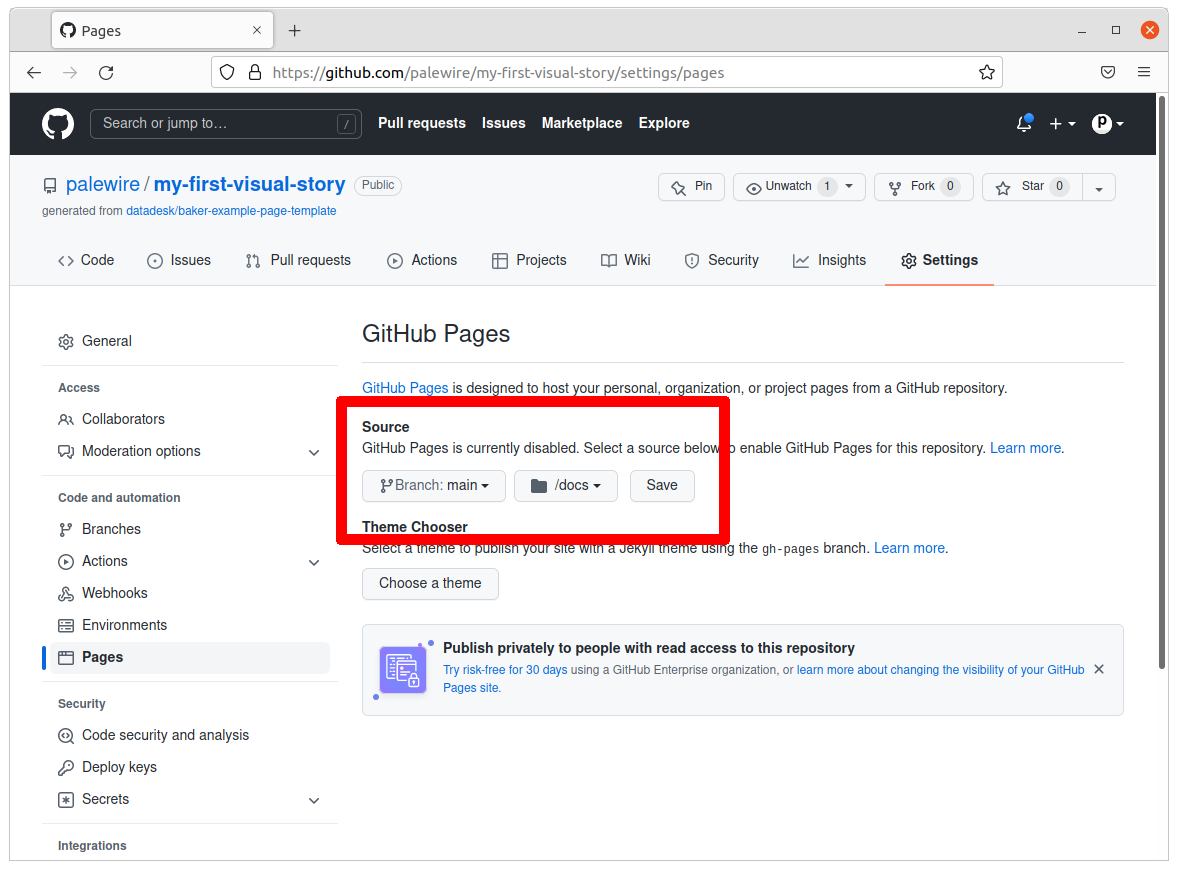 Pages
https://github.com/palewire/my-first-visual-story/settings/pages
Search or jump to… / Pull requests Issues Marketplace Explore
palewire / my-first-visual-story Public
Pin Unwatch 1 Fork 0 Star 0
generated from datadesk/baker-example-page-template
Code Issues Pull requests Actions Projects Wiki Security Insights Settings
General
Access
Collaborators
Moderation options
Code and automation
Branches
Actions
Webhooks
Environments
Pages
Security
Code security and analysis
Deploy keys
Secrets
Integrations
GitHub Pages
GitHub Pages is designed to host your personal, organization, or project pages from a GitHub repository.
Source
GitHub Pages is currently disabled. Select a source below to enable GitHub Pages for this repository. Learn more.
Branch: main /docs Save
Theme Chooser
Select a theme to publish your site with a Jekyll theme using the gh-pages branch. Learn more.
Choose a theme
Publish privately to people with read access to this repository
Try risk-free for 30 days using a GitHub Enterprise organization, or learn more about changing the visibility of your GitHub
Pages site.